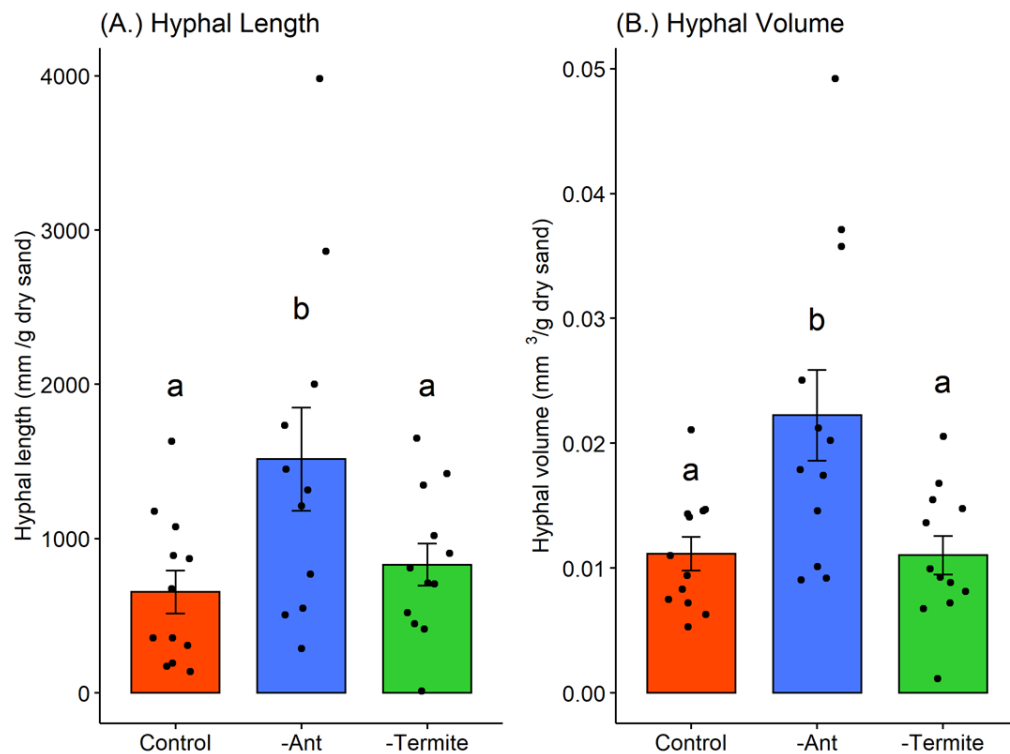 (A.) Hyphal Length
Hyphal length (mm /g dry sand)
4000
3000
2000
1000
0
a
b
a
Control
-Ant
-Termite
(B.) Hyphal Volume
Hyphal volume (mm ³/g dry sand)
0.05
0.04
0.03
0.02
0.01
0.00
a
b
a
Control
-Ant
-Termite